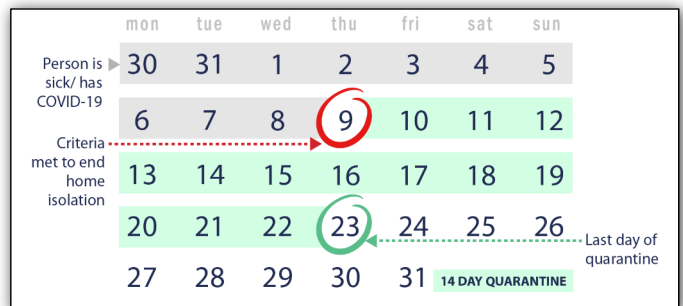 mon tue wed thu fri sat sun
Person is
sick/ has
COVID-19
30 31 1 2 3 4 5
6 7 8 9 10 11 12
Criteria
met to end
home
isolation
13 14 15 16 17 18 19
20 21 22 23 24 25 26
Last day of
quarantine
27 28 29 30 31 14 DAY QUARANTINE